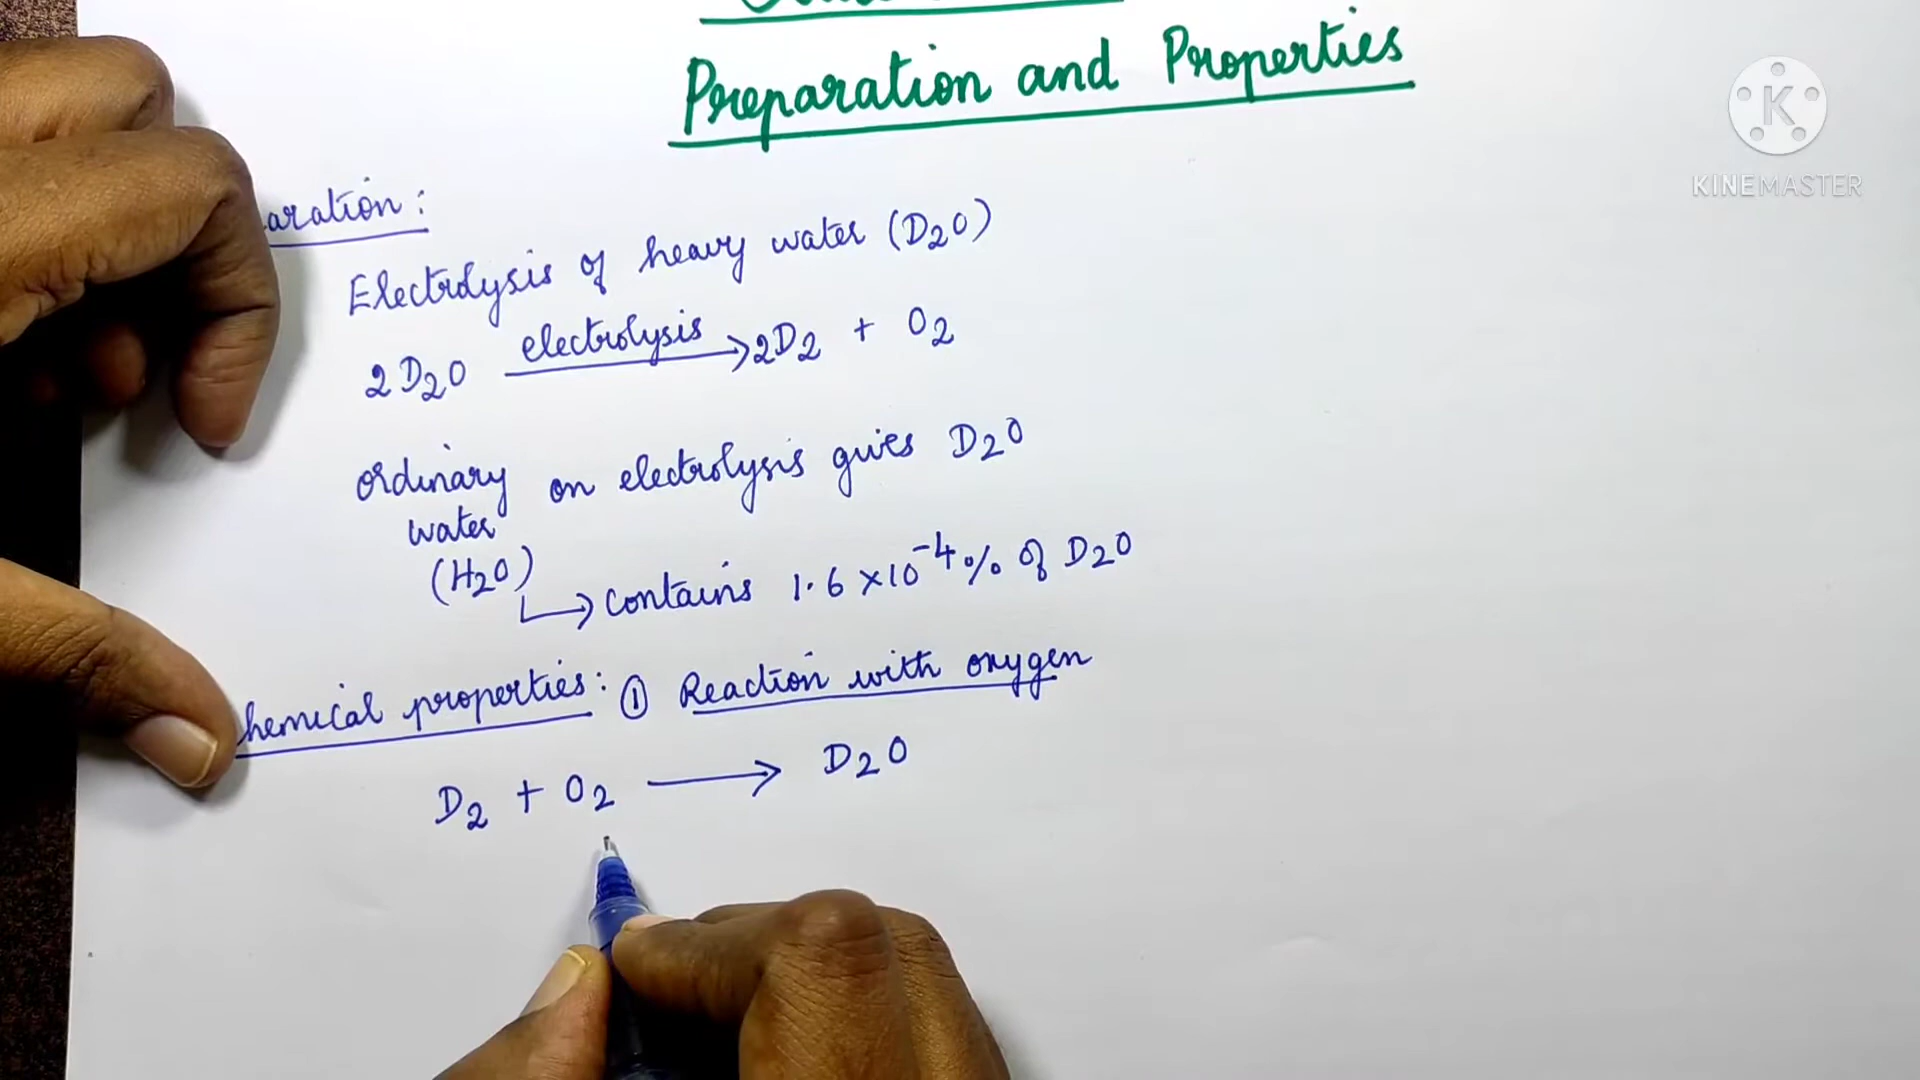 Preparation and Properties
KINEMASTER
aration:
Electrolysis of heavy water (D2O)
2D2O electrolysis → 2D2 + O2
Ordinary on electrolysis gives D2O
water
(H2O)
↳ Contains 1.6 ×10⁻⁴ % of D2O
hemical properties: ① Reaction with oxygen
D2 + O2 ⟶ D2O